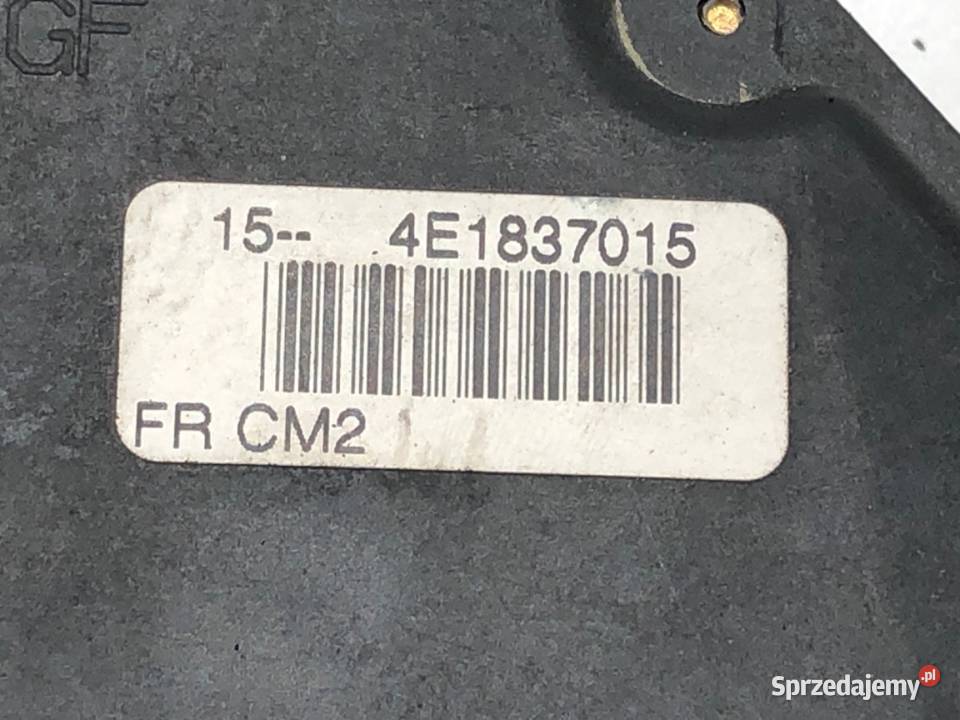 GF
15-- 4E1837015
FR CM2
Sprzedajemy.pl